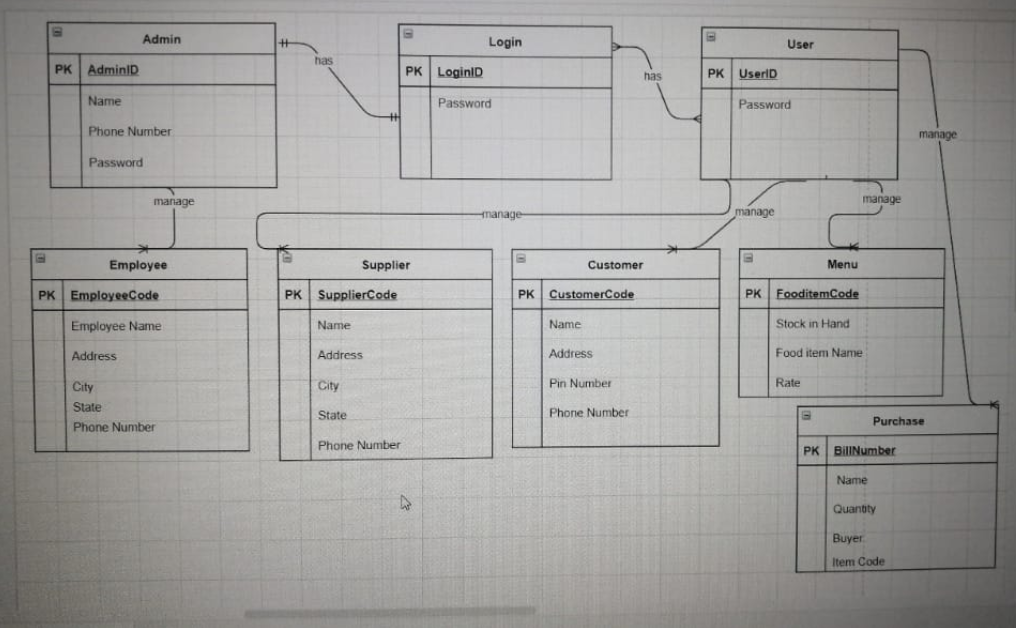 Admin
PK AdminID
Name
Phone Number
Password
has
Login
PK LoginID
Password
has
User
PK UserID
Password
manage
manage
manage
manage
manage
Employee
PK EmployeeCode
Employee Name
Address
City
State
Phone Number
Supplier
PK SupplierCode
Name
Address
City
State
Phone Number
Customer
PK CustomerCode
Name
Address
Pin Number
Phone Number
Menu
PK FooditemCode
Stock in Hand
Food item Name
Rate
Purchase
PK BillNumber
Name
Quantity
Buyer
Item Code